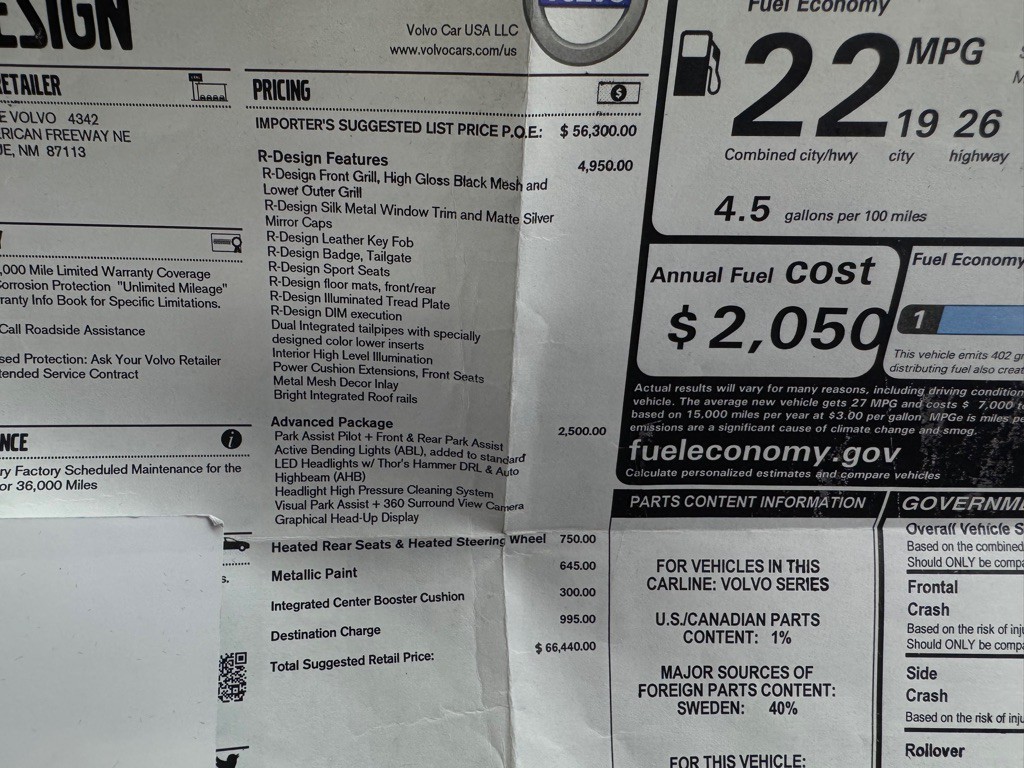 ESIGN
Volvo Car USA LLC
www.volvocars.com/us
VOLVO
RETAILER
E VOLVO 4342
RICAN FREEWAY NE
E, NM 87113
,000 Mile Limited Warranty Coverage
Corrosion Protection "Unlimited Mileage"
ranty Info Book for Specific Limitations.
Call Roadside Assistance
sed Protection: Ask Your Volvo Retailer
tended Service Contract
NCE
ry Factory Scheduled Maintenance for the
or 36,000 Miles
s.
PRICING
$
IMPORTER'S SUGGESTED LIST PRICE P.O.E.: $ 56,300.00
R-Design Features 4,950.00
R-Design Front Grill, High Gloss Black Mesh and
Lower Outer Grill
R-Design Silk Metal Window Trim and Matte Silver
Mirror Caps
R-Design Leather Key Fob
R-Design Badge, Tailgate
R-Design Sport Seats
R-Design floor mats, front/rear
R-Design Illuminated Tread Plate
R-Design DIM execution
Dual Integrated tailpipes with specially
designed color lower inserts
Interior High Level Illumination
Power Cushion Extensions, Front Seats
Metal Mesh Decor Inlay
Bright Integrated Roof rails
Advanced Package 2,500.00
Park Assist Pilot + Front & Rear Park Assist
Active Bending Lights (ABL), added to standard
LED Headlights w/ Thor's Hammer DRL & Auto
Highbeam (AHB)
Headlight High Pressure Cleaning System
Visual Park Assist + 360 Surround View Camera
Graphical Head-Up Display
Heated Rear Seats & Heated Steering Wheel 750.00
Metallic Paint 645.00
Integrated Center Booster Cushion 300.00
Destination Charge 995.00
Total Suggested Retail Price: $ 66,440.00
Fuel Economy
22 MPG
19 26
Combined city/hwy city highway
4.5 gallons per 100 miles
Annual Fuel cost
$2,050
Fuel Economy
1
This vehicle emits 402 gr
distributing fuel also creat
Actual results will vary for many reasons, including driving condition
vehicle. The average new vehicle gets 27 MPG and costs $ 7,000 t
based on 15,000 miles per year at $3.00 per gallon. MPGe is miles pe
emissions are a significant cause of climate change and smog.
fueleconomy.gov
Calculate personalized estimates and compare vehicles
PARTS CONTENT INFORMATION
FOR VEHICLES IN THIS
CARLINE: VOLVO SERIES
U.S./CANADIAN PARTS
CONTENT: 1%
MAJOR SOURCES OF
FOREIGN PARTS CONTENT:
SWEDEN: 40%
FOR THIS VEHICLE:
GOVERNME
Overall Vehicle S
Based on the combined
Should ONLY be compa
Frontal
Crash
Based on the risk of inju
Should ONLY be compa
Side
Crash
Based on the risk of inju
Rollover